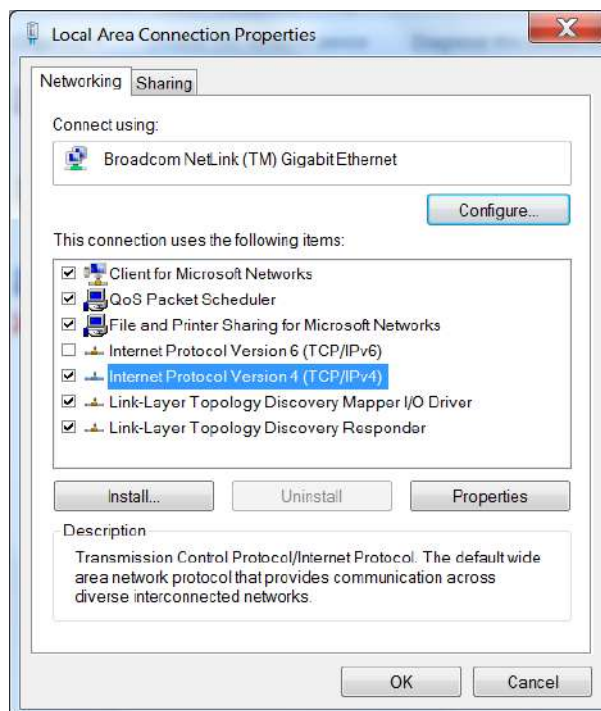 Local Area Connection Properties
Networking
Sharing
Connect using:
Broadcom NetLink (TM) Gigabit Ethernet
Configure...
This connection uses the following items:
Client for Microsoft Networks
QoS Packet Scheduler
File and Printer Sharing for Microsoft Networks
Internet Protocol Version 6 (TCP/IPv6)
Internet Protocol Version 4 (TCP/IPv4)
Link-Layer Topology Discovery Mapper I/O Driver
Link-Layer Topology Discovery Responder
Install...
Uninstall
Properties
Description
Transmission Control Protocol/Internet Protocol. The default wide
area network protocol that provides communication across
diverse interconnected networks.
OK
Cancel